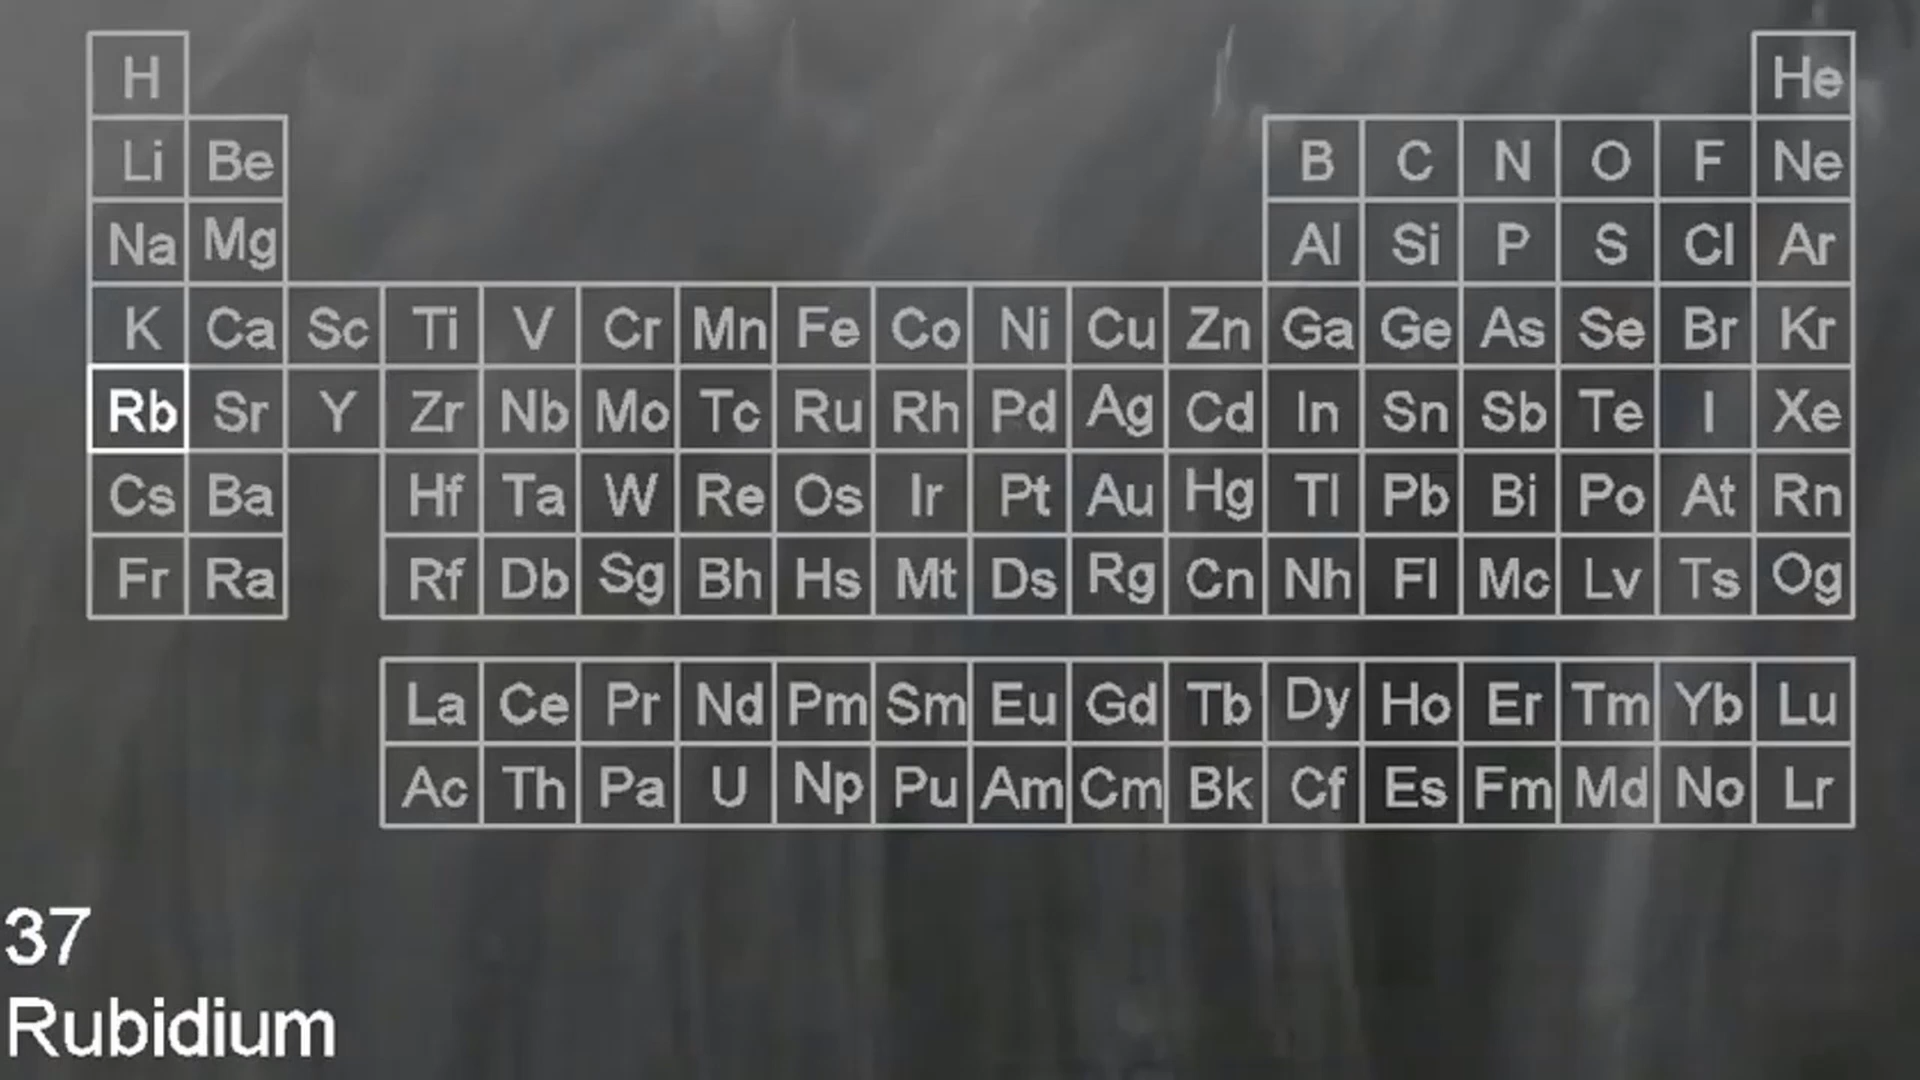 H He
Li Be B C N O F Ne
Na Mg Al Si P S Cl Ar
K Ca Sc Ti V Cr Mn Fe Co Ni Cu Zn Ga Ge As Se Br Kr
Rb Sr Y Zr Nb Mo Tc Ru Rh Pd Ag Cd In Sn Sb Te I Xe
Cs Ba Hf Ta W Re Os Ir Pt Au Hg Tl Pb Bi Po At Rn
Fr Ra Rf Db Sg Bh Hs Mt Ds Rg Cn Nh Fl Mc Lv Ts Og
La Ce Pr Nd Pm Sm Eu Gd Tb Dy Ho Er Tm Yb Lu
Ac Th Pa U Np Pu Am Cm Bk Cf Es Fm Md No Lr
37
Rubidium